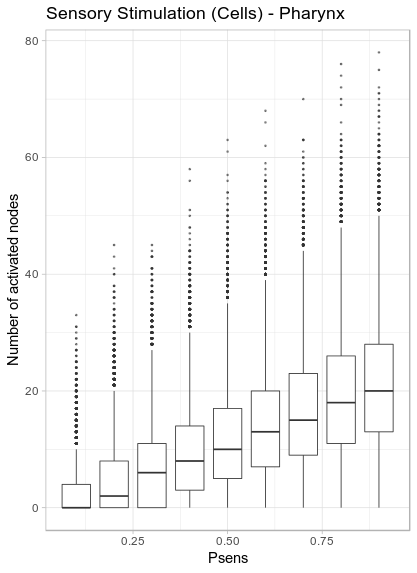 Sensory Stimulation (Cells) - Pharynx
80
60
40
20
0
Number of activated nodes
0.25 0.50 0.75
Psens